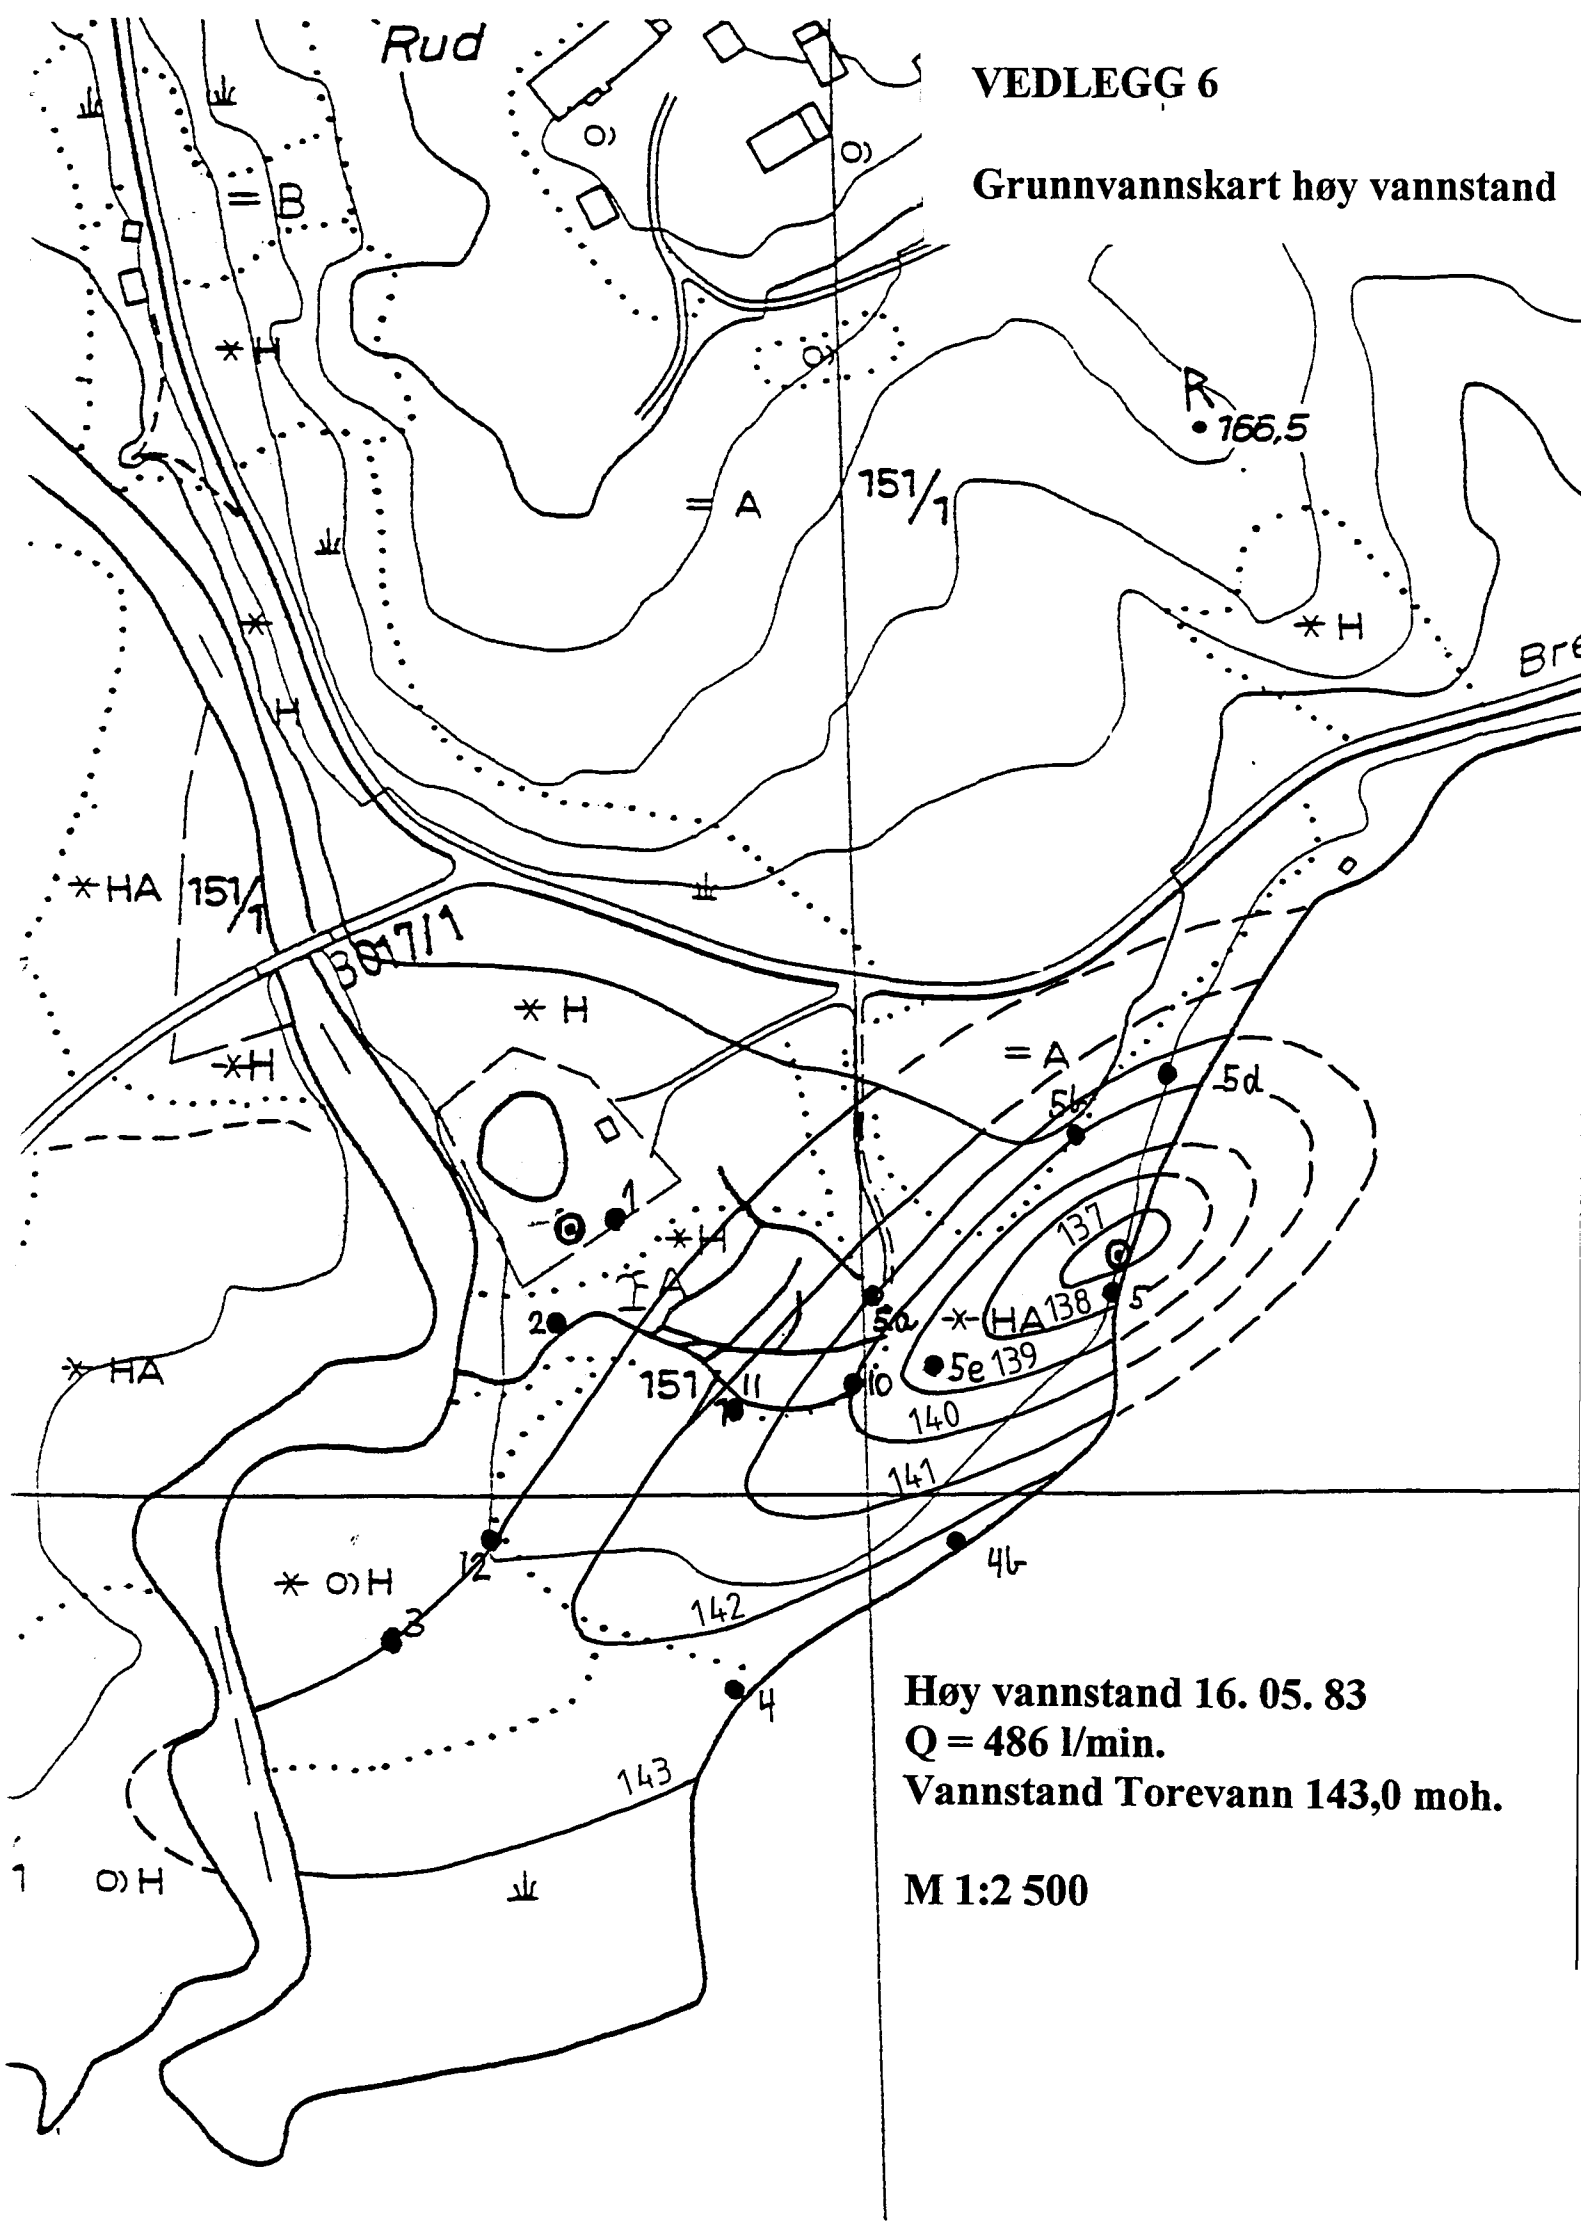 Rud
VEDLEGG 6
Grunnvannskart høy vannstand
= B
H
R
166,5
= A
151/1
H
H
Bre
HA
151/1
H
H
= A
5d
5b
1
137
H
A
2
5a
HA
138
5
5e
139
HA
151
11
10
140
141
12
4b
H
3
142
4
Høy vannstand 16. 05. 83
Q = 486 l/min.
143
Vannstand Torevann 143,0 moh.
1
H
M 1:2 500